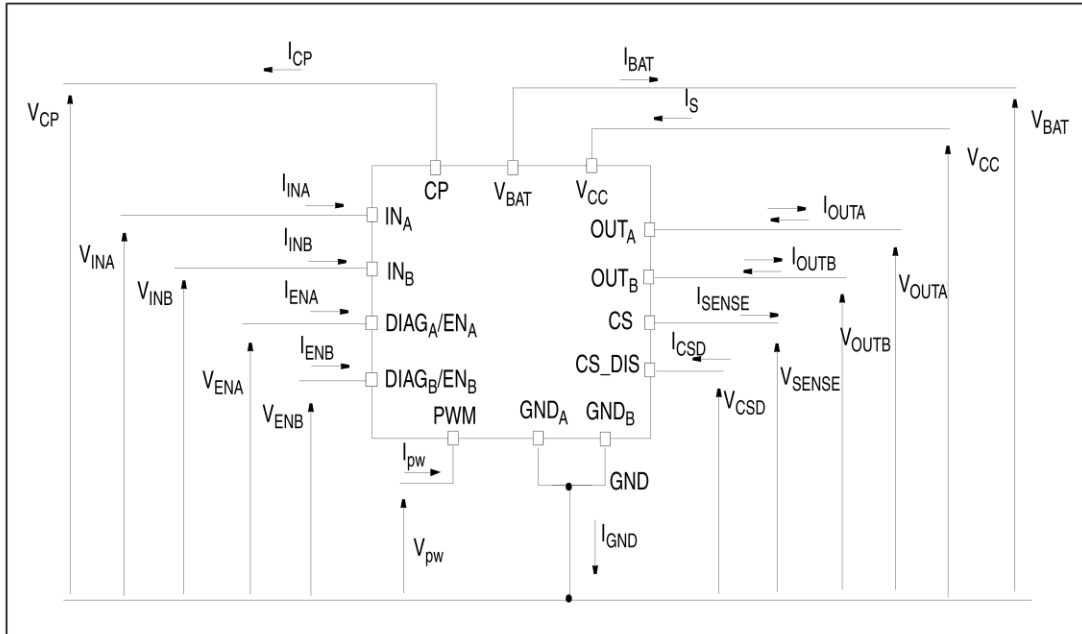 I_CP
I_BAT
I_S
V_CP
V_BAT
V_CC
CP
V_BAT
V_CC
I_INA
IN_A
OUT_A
I_OUTA
V_INA
I_INB
IN_B
OUT_B
I_OUTB
V_INB
V_OUTA
I_ENA
DIAG_A/EN_A
CS
I_SENSE
V_OUTB
I_ENB
DIAG_B/EN_B
CS_DIS
I_CSD
V_ENA
V_SENSE
V_ENB
V_CSD
PWM
GND_A
GND_B
I_pw
GND
V_pw
I_GND